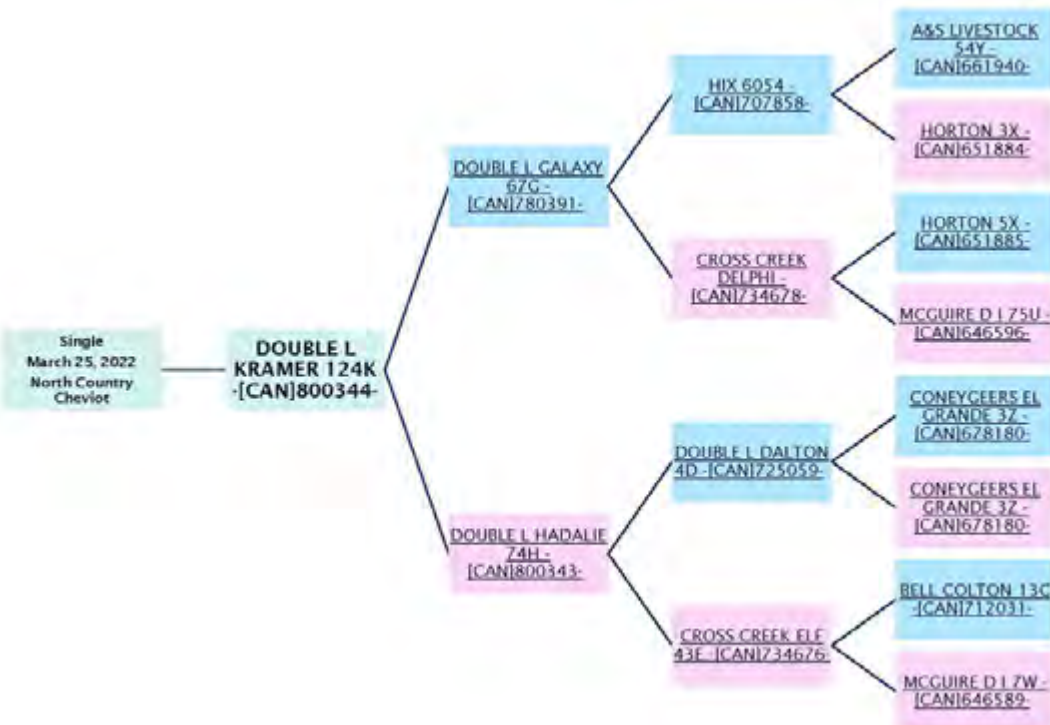 Single
March 25, 2022
North Country
Cheviot
DOUBLE L
KRAMER 124K
-[CAN]800344-
DOUBLE L GALAXY
67G -
[CAN]780391-
DOUBLE L HADALIE
74H -
[CAN]800343-
HIX 6054 -
[CAN]707858-
CROSS CREEK
DELPHI -
[CAN]734678-
DOUBLE L DALTON
4D -[CAN]725059-
CROSS CREEK ELF
43E -[CAN]734676-
A&S LIVESTOCK
54Y -
[CAN]661940-
HORTON 3X -
[CAN]651884-
HORTON 5X -
[CAN]651885-
MCGUIRE D I 75U -
[CAN]646596-
CONEYGEERS EL
GRANDE 3Z -
[CAN]678180-
CONEYGEERS EL
GRANDE 3Z -
[CAN]678180-
BELL COLTON 13C
-[CAN]712031-
MCGUIRE D I 7W -
[CAN]646589-